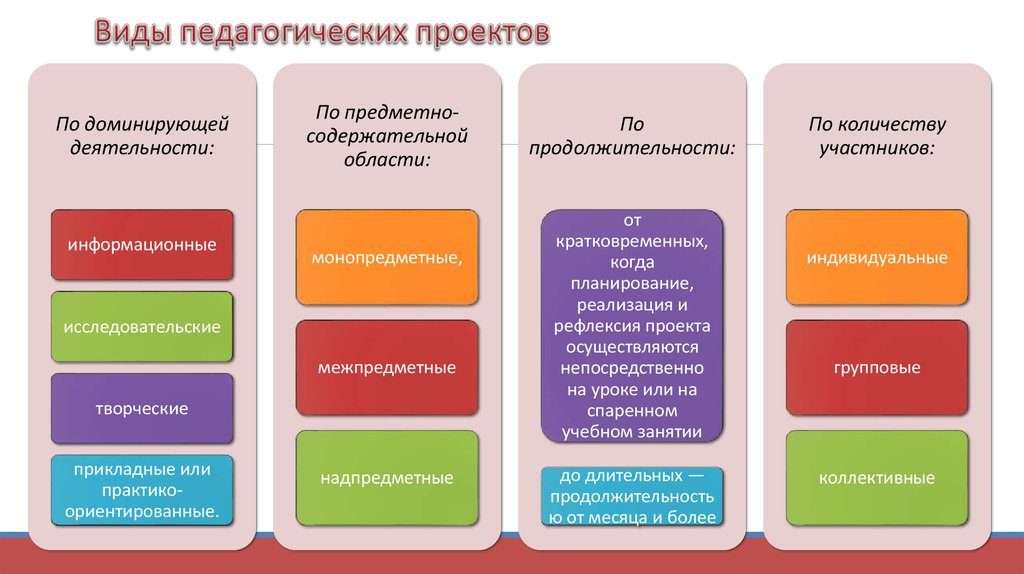 Виды педагогических проектов
По доминирующей
деятельности:
информационные
исследовательские
творческие
прикладные или
практико-
ориентированные.
По предметно-
содержательной
области:
монопредметные,
межпредметные
надпредметные
По
продолжительности:
от
кратковременных,
когда
планирование,
реализация и
рефлексия проекта
осуществляются
непосредственно
на уроке или на
спаренном
учебном занятии
до длительных —
продолжительность
ю от месяца и более
По количеству
участников:
индивидуальные
групповые
коллективные